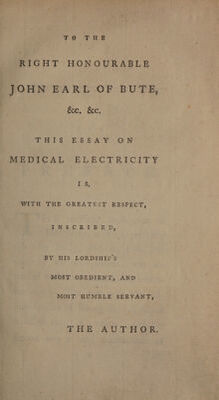 TO THE
RIGHT HONOURABLE
JOHN EARL OF BUTE,
&c. &c.
THIS ESSAY ON
MEDICAL ELECTRICITY
IS,
WITH THE GREATEST RESPECT,
INSCRIBED,
BY HIS LORDSHIP'S
MOST OBEDIENT, AND
MOST HUMBLE SERVANT,
THE AUTHOR.